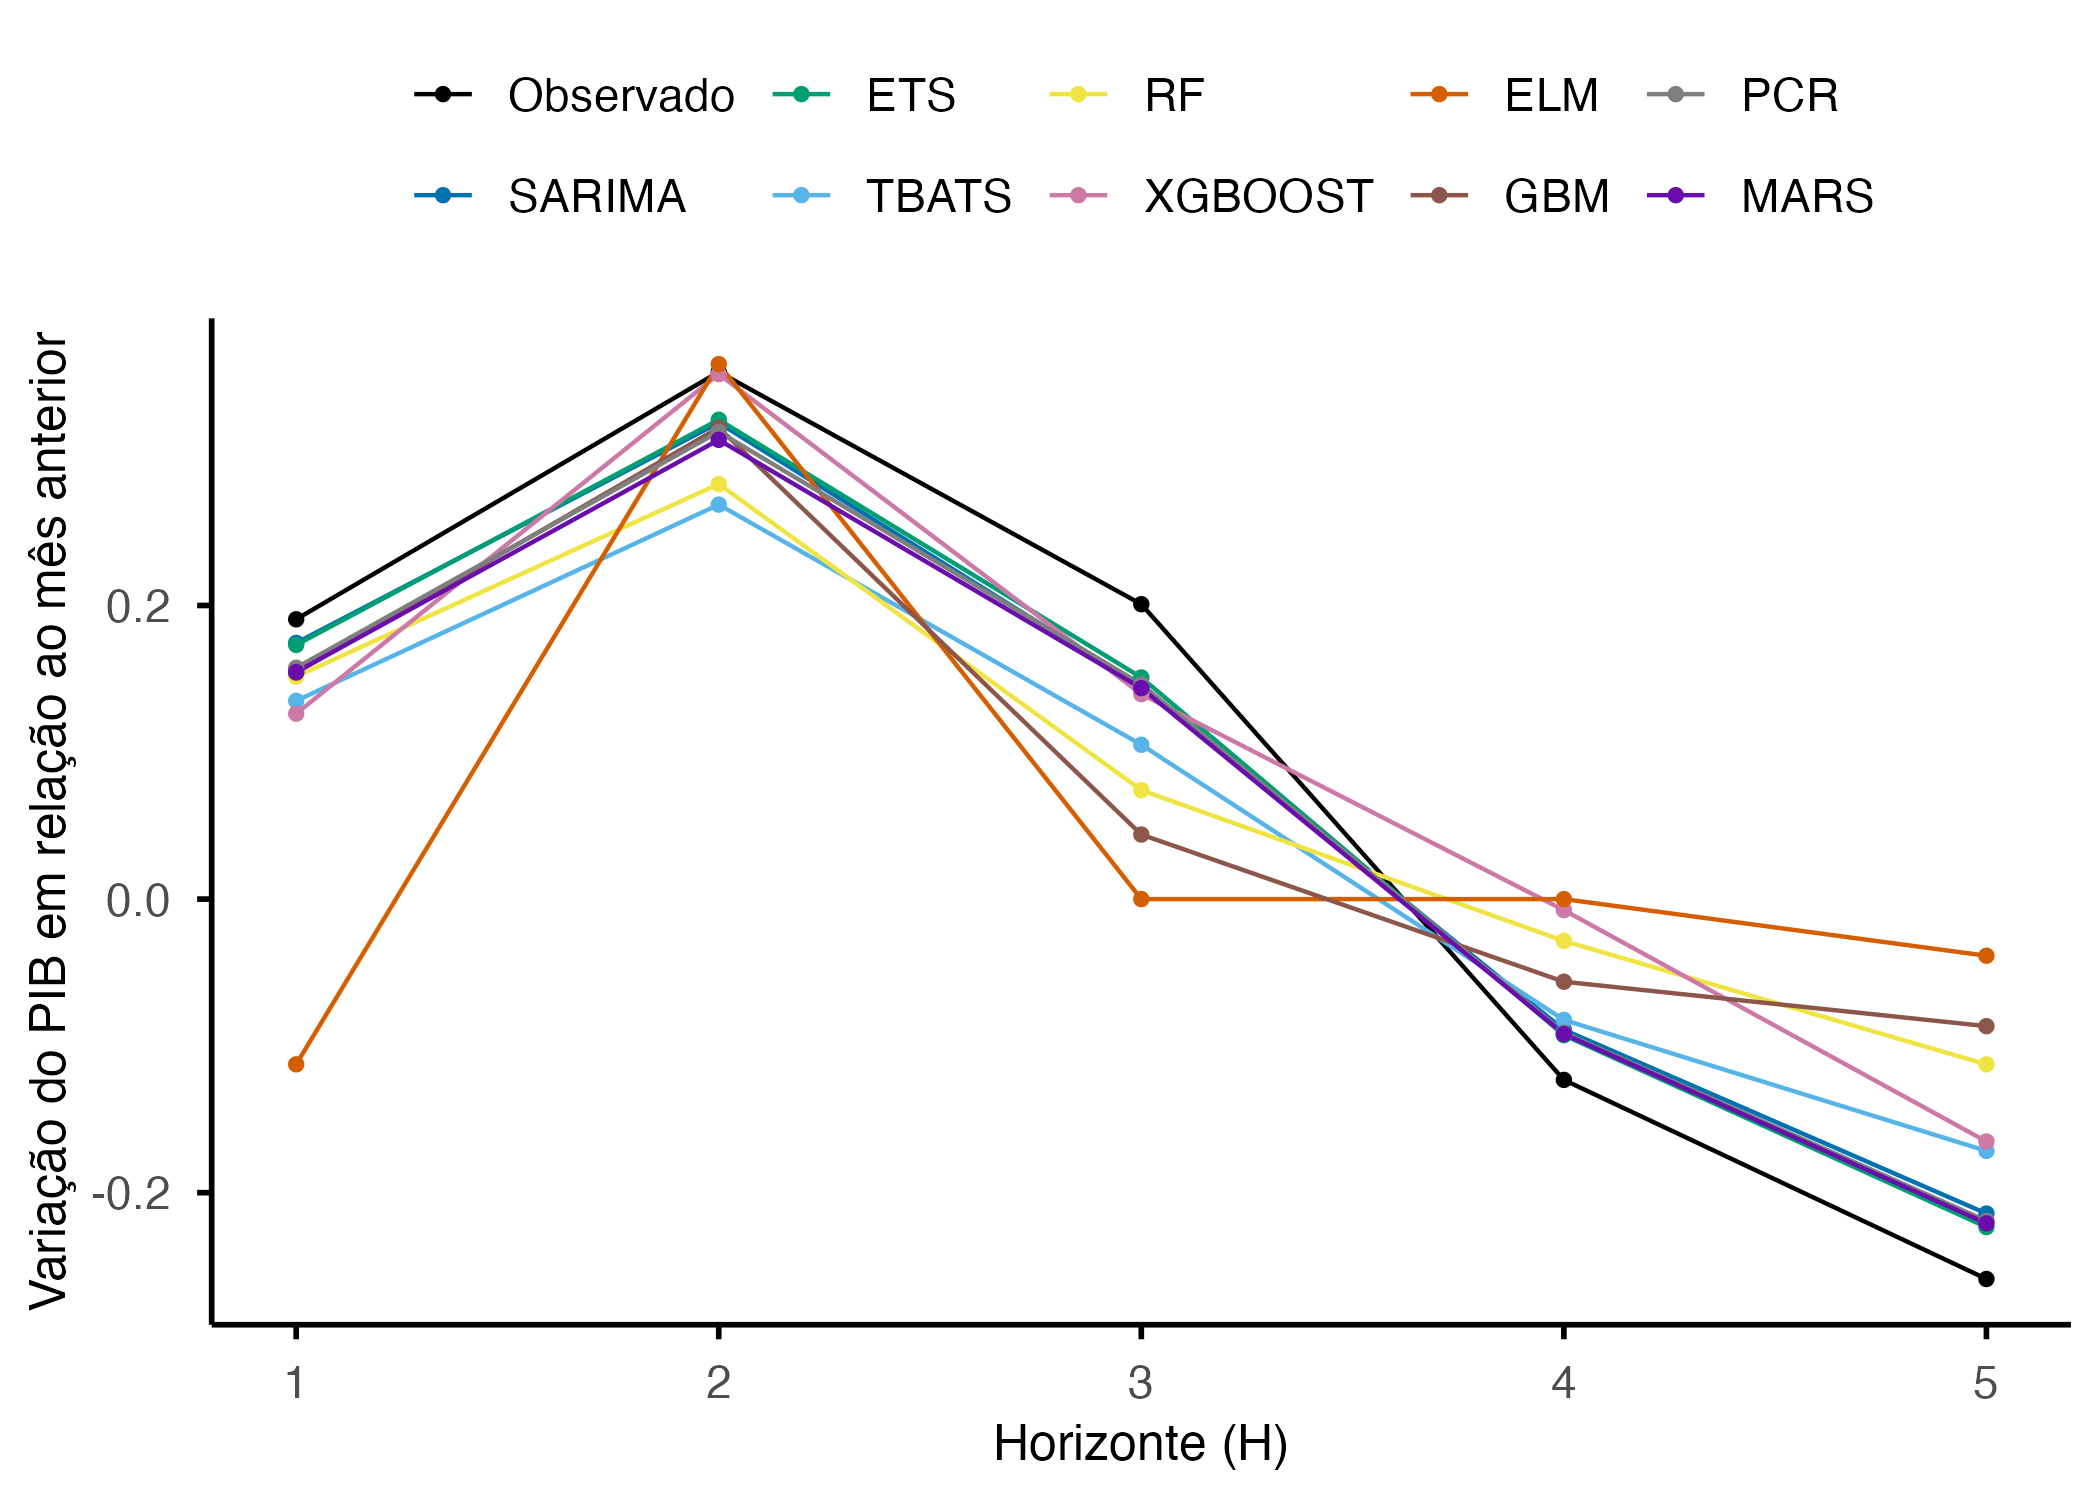 Observado ETS RF ELM PCR
SARIMA TBATS XGBOOST GBM MARS
Variação do PIB em relação ao mês anterior
0.2
0.0
-0.2
1 2 3 4 5
Horizonte (H)